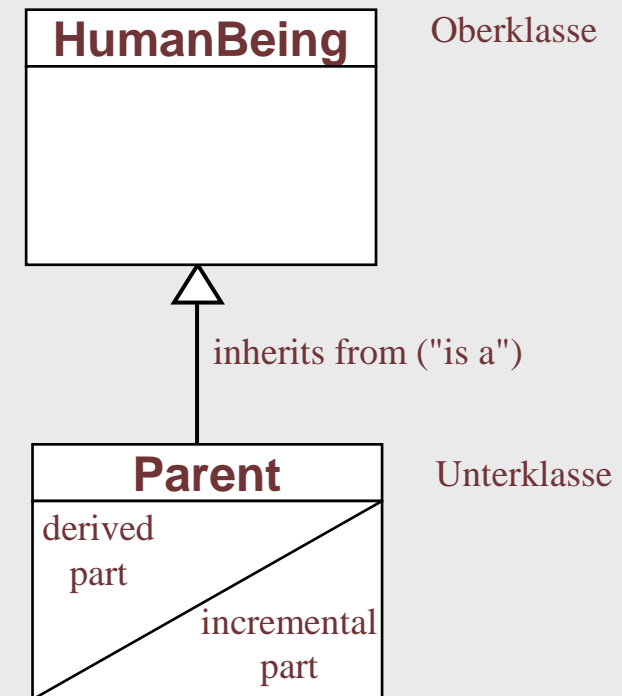 HumanBeing
Oberklasse
inherits from ("is a")
Parent
Unterklasse
derived
part
incremental
part